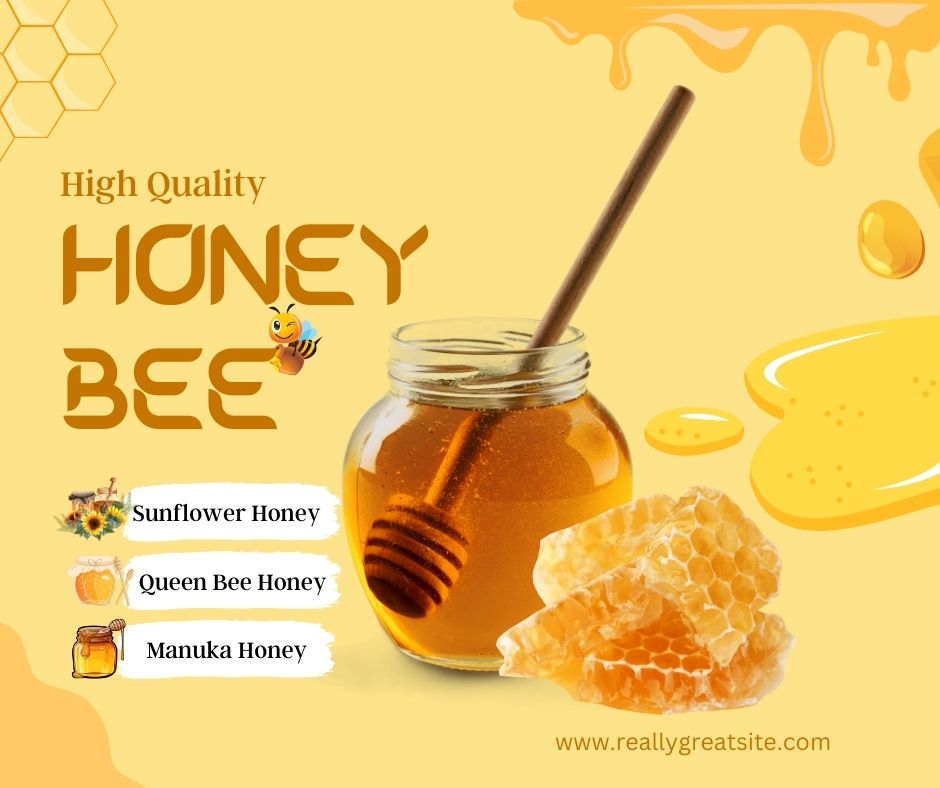 High Quality
HONEY
BEE
Sunflower Honey
Queen Bee Honey
Manuka Honey
www.reallygreatsite.com